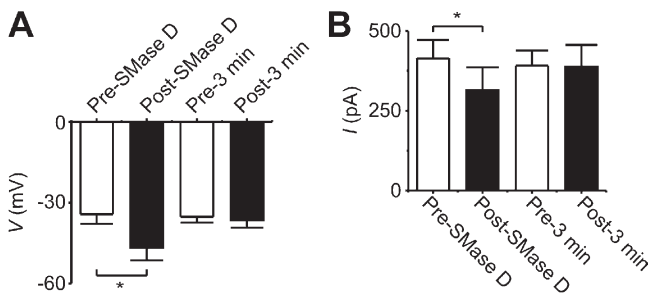 A
Pre-SMase D
Post-SMase D
Pre-3 min
Post-3 min
0
-30
-60
V (mV)
*
B
*
500
250
0
I (pA)
Pre-SMase D
Post-SMase D
Pre-3 min
Post-3 min